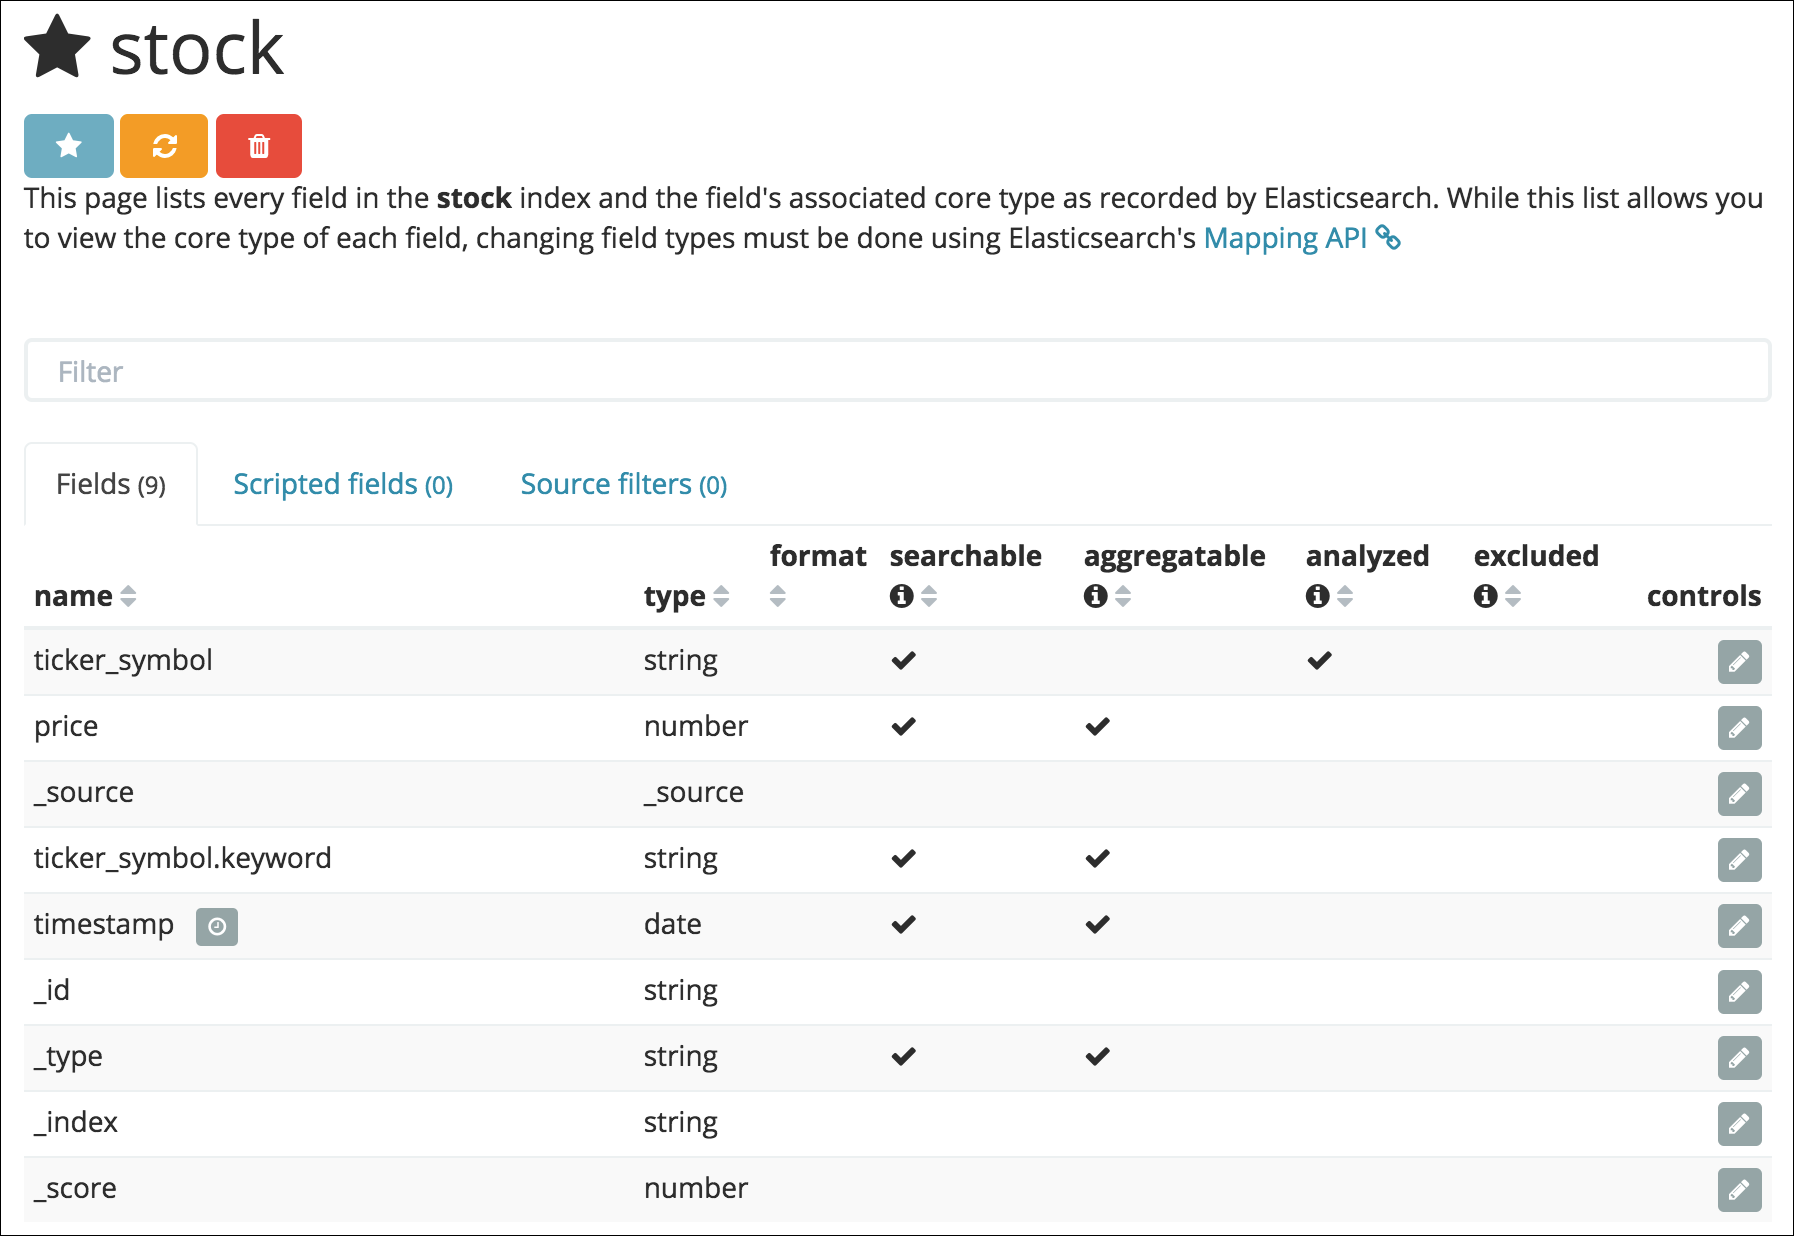 stock
This page lists every field in the stock index and the field's associated core type as recorded by Elasticsearch. While this list allows you
to view the core type of each field, changing field types must be done using Elasticsearch's Mapping API
Filter
Fields (9) Scripted fields (0) Source filters (0)
name type format searchable aggregatable analyzed excluded controls
ticker_symbol string
price number
_source _source
ticker_symbol.keyword string
timestamp date
_id string
_type string
_index string
_score number